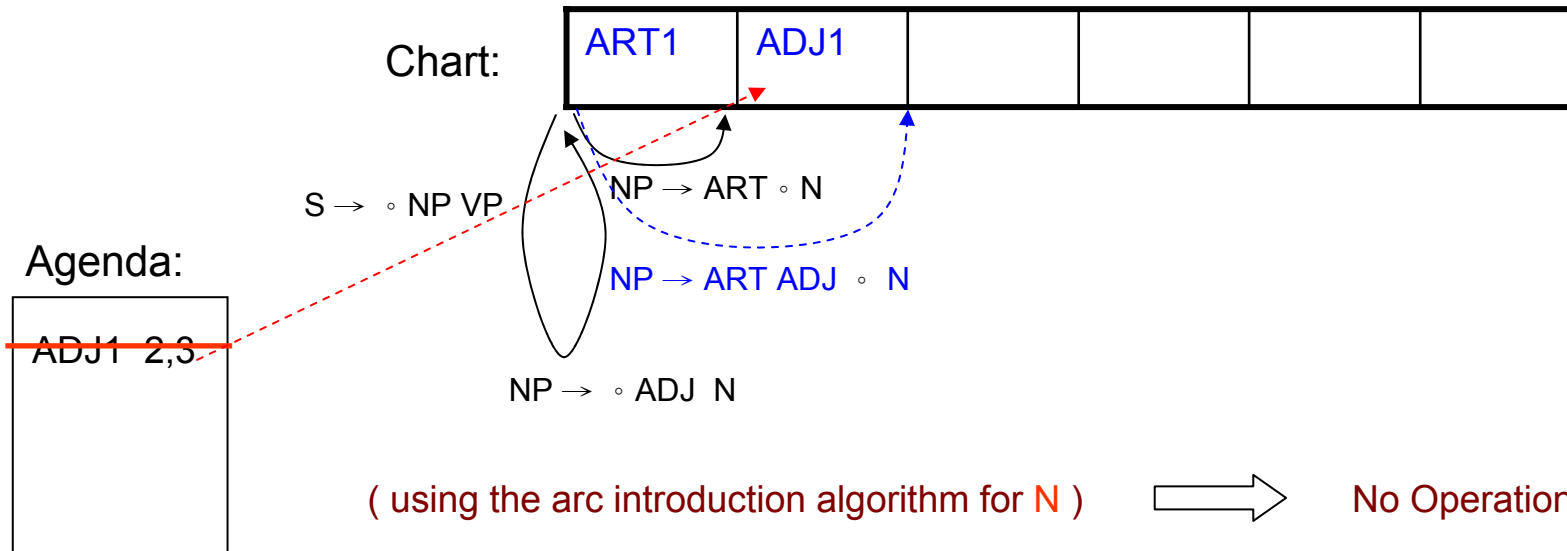 Chart:
ART1
ADJ1
NP → ART ∘ N
S → ∘ NP VP
Agenda:
NP → ART ADJ ∘ N
ADJ1 2,3
NP → ∘ ADJ N
( using the arc introduction algorithm for N )
No Operation